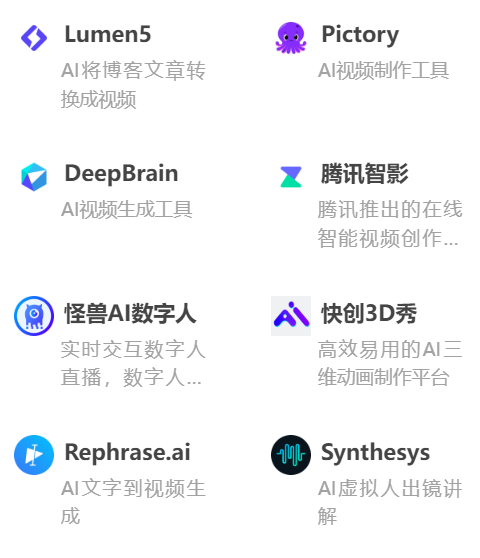 Lumen5
AI将博客文章转
换成视频
Pictory
AI视频制作工具
DeepBrain
AI视频生成工具
腾讯智影
腾讯推出的在线
智能视频创作...
怪兽AI数字人
实时交互数字人
直播，数字人...
快创3D秀
高效易用的AI三
维动画制作平台
Rephrase.ai
AI文字到视频生
成
Synthesys
AI虚拟人出镜讲
解